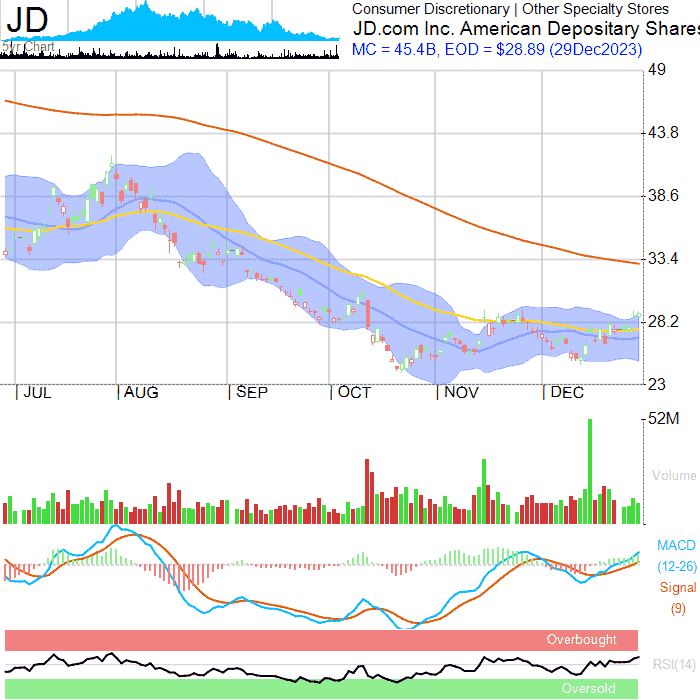 JD
5yr Chart
Consumer Discretionary | Other Specialty Stores
JD.com Inc. American Depositary Shares
MC = 45.4B, EOD = $28.89 (29Dec2023)
49
43.8
38.6
33.4
28.2
23
JUL AUG SEP OCT NOV DEC
52M
Volume
MACD
(12-26)
Signal
(9)
Overbought
RSI(14)
Oversold